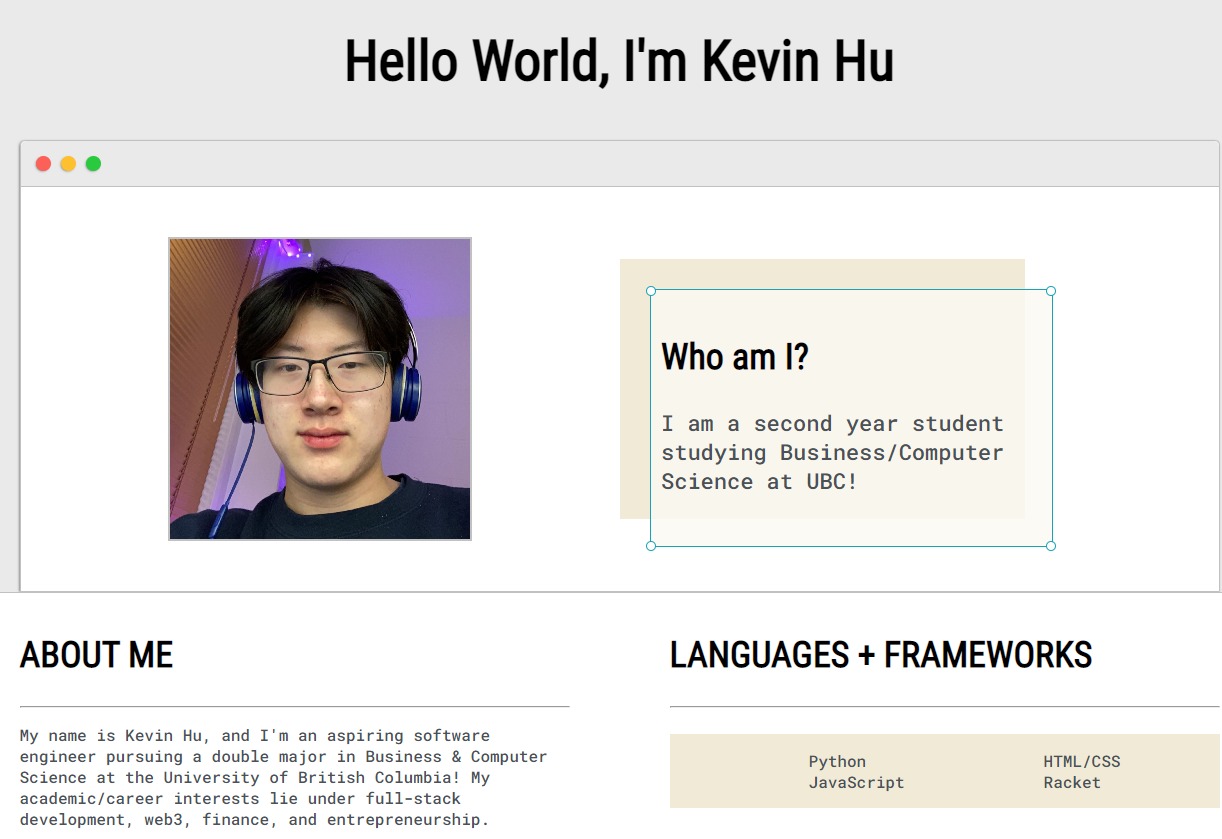 Hello World, I'm Kevin Hu
Who am I?
I am a second year student
studying Business/Computer
Science at UBC!
ABOUT ME
My name is Kevin Hu, and I'm an aspiring software
engineer pursuing a double major in Business & Computer
Science at the University of British Columbia! My
academic/career interests lie under full-stack
development, web3, finance, and entrepreneurship.
LANGUAGES + FRAMEWORKS
Python
JavaScript
HTML/CSS
Racket